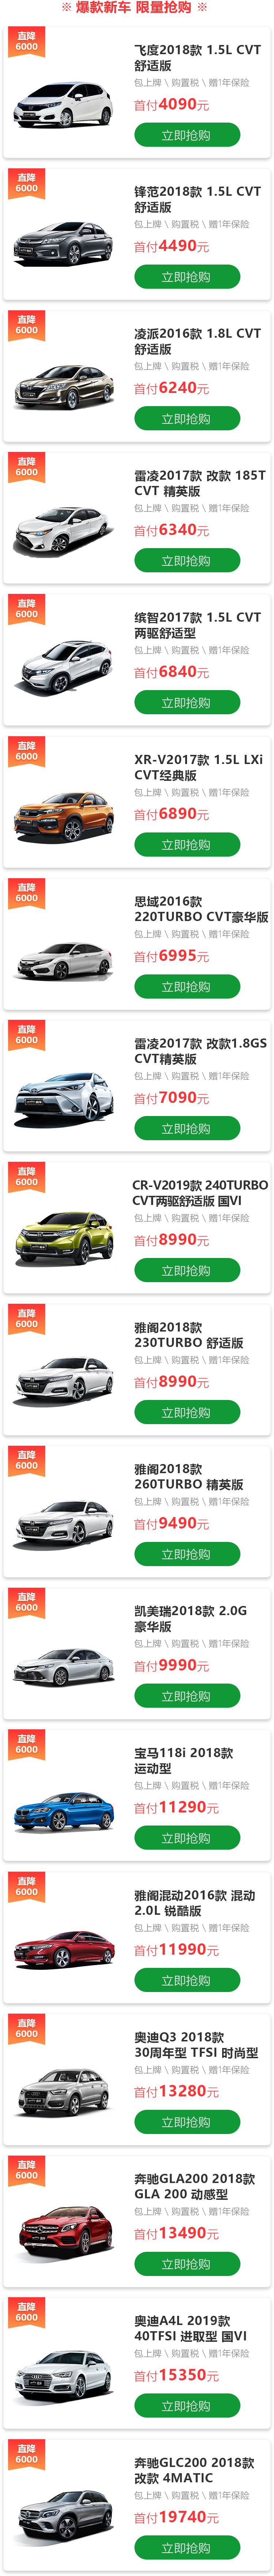 ※ 爆款新车 限量抢购 ※
直降
6000
飞度2018款 1.5L CVT
舒适版
包上牌 \ 购置税 \ 赠1年保险
首付4090元
立即抢购
直降
6000
锋范2018款 1.5L CVT
舒适版
包上牌 \ 购置税 \ 赠1年保险
首付4490元
立即抢购
直降
6000
凌派2016款 1.8L CVT
舒适版
包上牌 \ 购置税 \ 赠1年保险
首付6240元
立即抢购
直降
6000
雷凌2017款 改款 185T
CVT 精英版
包上牌 \ 购置税 \ 赠1年保险
首付6340元
立即抢购
直降
6000
缤智2017款 1.5L CVT
两驱舒适型
包上牌 \ 购置税 \ 赠1年保险
首付6840元
立即抢购
直降
6000
XR-V2017款 1.5L LXi
CVT经典版
包上牌 \ 购置税 \ 赠1年保险
首付6890元
立即抢购
直降
6000
思域2016款
220TURBO CVT豪华版
包上牌 \ 购置税 \ 赠1年保险
首付6995元
立即抢购
直降
6000
雷凌2017款 改款1.8GS
CVT精英版
包上牌 \ 购置税 \ 赠1年保险
首付7090元
立即抢购
直降
6000
CR-V2019款 240TURBO
CVT两驱舒适版 国VI
包上牌 \ 购置税 \ 赠1年保险
首付8990元
立即抢购
直降
6000
雅阁2018款
230TURBO 舒适版
包上牌 \ 购置税 \ 赠1年保险
首付8990元
立即抢购
直降
6000
雅阁2018款
260TURBO 精英版
包上牌 \ 购置税 \ 赠1年保险
首付9490元
立即抢购
直降
6000
凯美瑞2018款 2.0G
豪华版
包上牌 \ 购置税 \ 赠1年保险
首付9990元
立即抢购
直降
6000
宝马118i 2018款
运动型
包上牌 \ 购置税 \ 赠1年保险
首付11290元
立即抢购
直降
6000
雅阁混动2016款 混动
2.0L 锐酷版
包上牌 \ 购置税 \ 赠1年保险
首付11990元
立即抢购
直降
6000
奥迪Q3 2018款
30周年型 TFSI 时尚型
包上牌 \ 购置税 \ 赠1年保险
首付13280元
立即抢购
直降
6000
奔驰GLA200 2018款
GLA 200 动感型
包上牌 \ 购置税 \ 赠1年保险
首付13490元
立即抢购
直降
6000
奥迪A4L 2019款
40TFSI 进取型 国VI
包上牌 \ 购置税 \ 赠1年保险
首付15350元
立即抢购
直降
6000
奔驰GLC200 2018款
改款 4MATIC
包上牌 \ 购置税 \ 赠1年保险
首付19740元
立即抢购